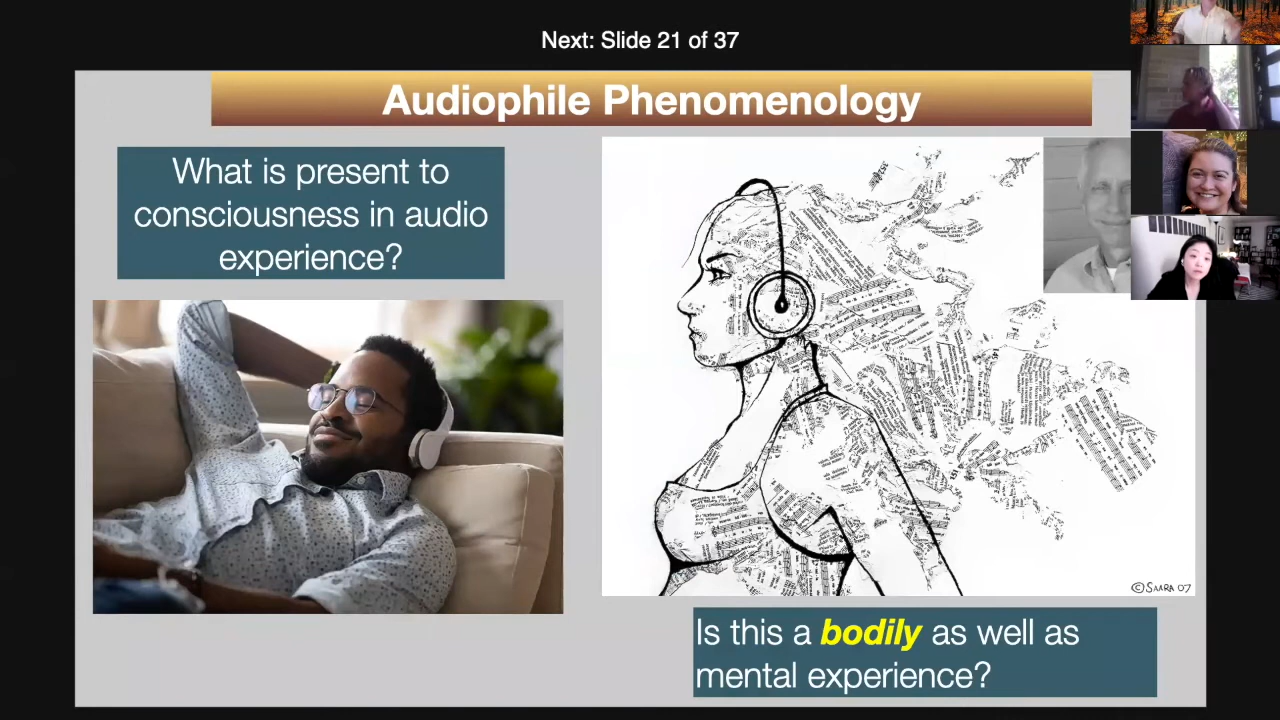 Next: Slide 21 of 37
Audiophile Phenomenology
What is present to
consciousness in audio
experience?
©SAARA 07
Is this a bodily as well as
mental experience?